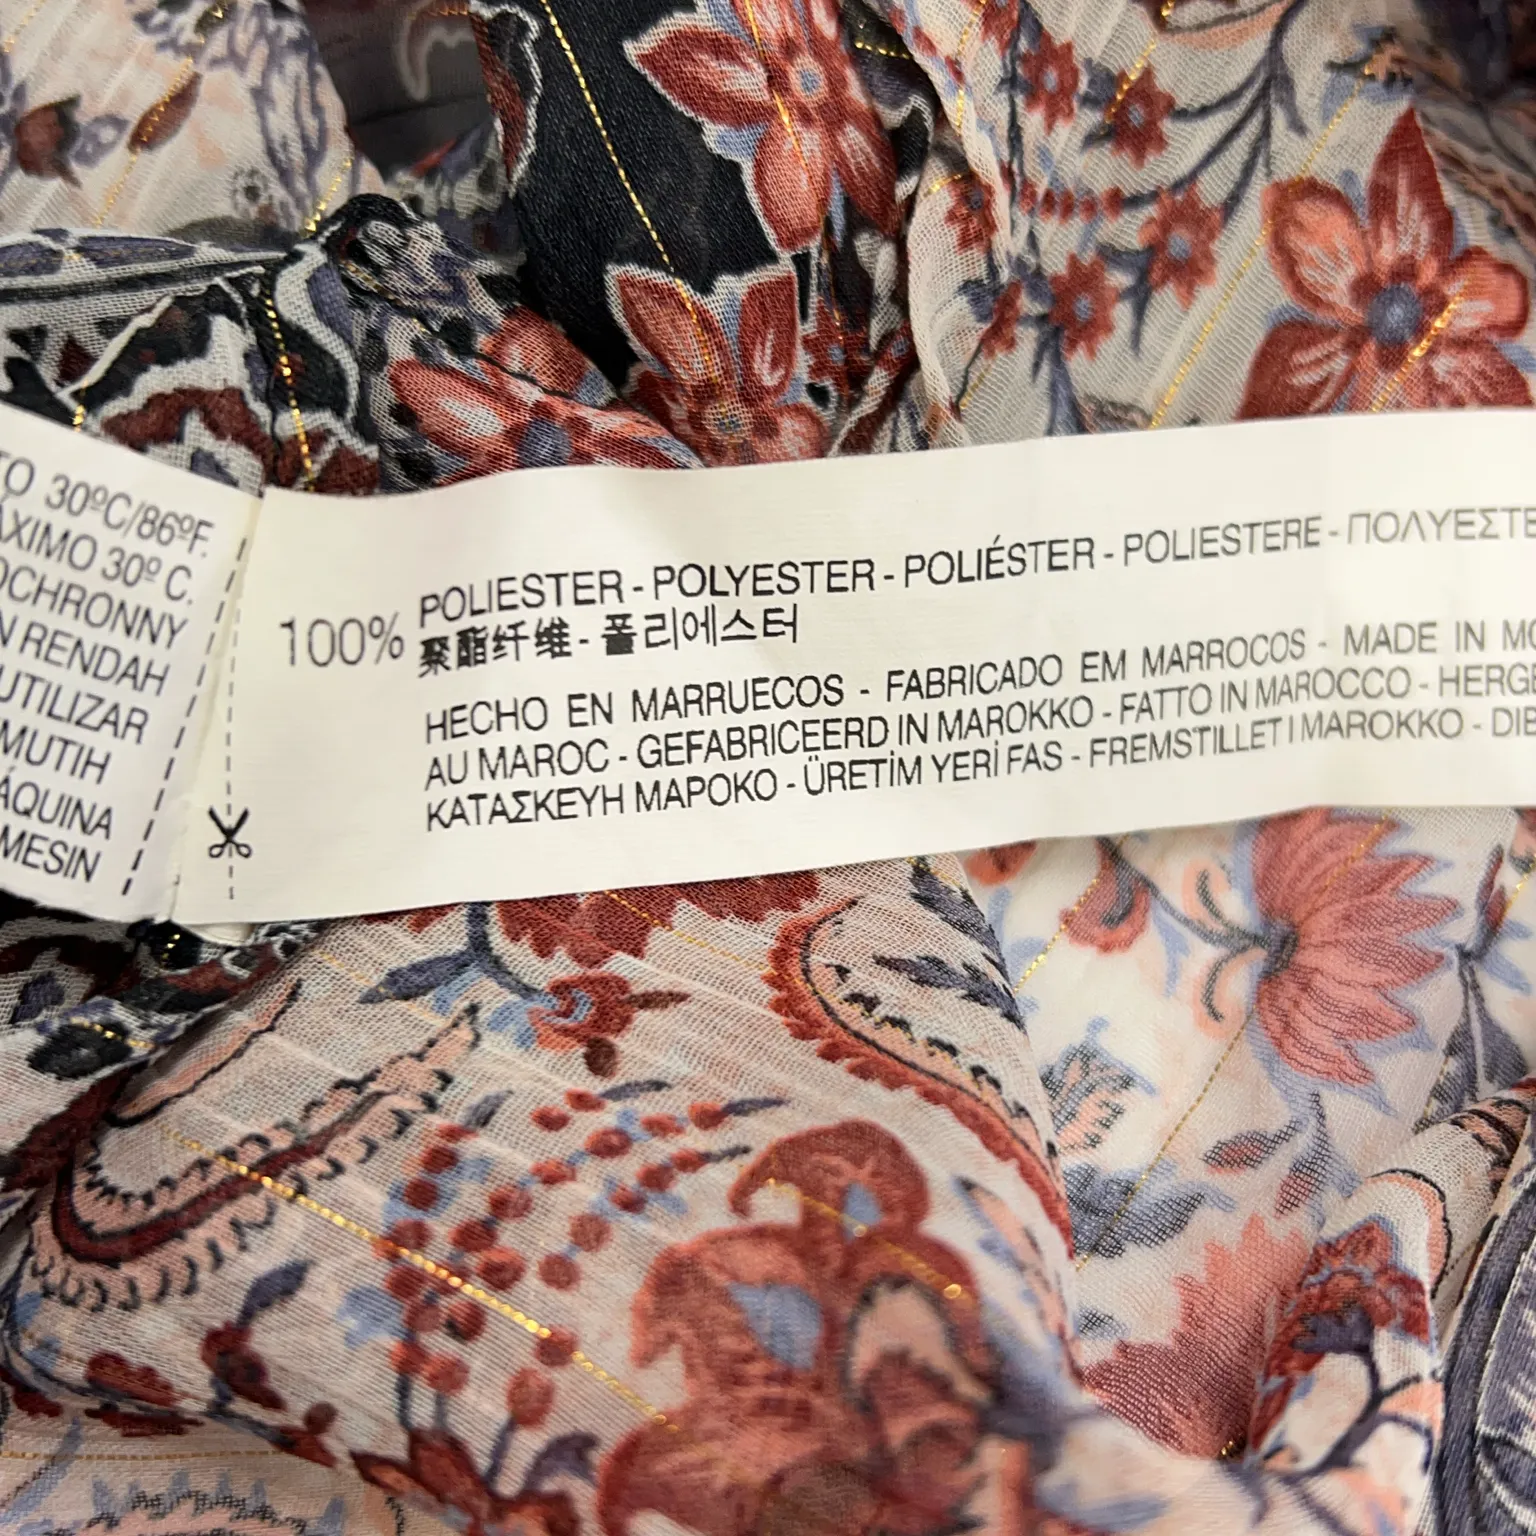 TO 30ºC/86ºF.
ÁXIMO 30º C.
OCHRONNY
N RENDAH
UTILIZAR
MUTIH
ÁQUINA
MESIN
100% POLIESTER - POLYESTER - POLIÉSTER - POLIESTERE - ΠΟΛΥΕΣΤΕ
聚酯纤维 - 폴리에스터
HECHO EN MARRUECOS - FABRICADO EM MARROCOS - MADE IN MO
AU MAROC - GEFABRICEERD IN MAROKKO - FATTO IN MAROCCO - HERGE
ΚΑΤΑΣΚΕΥΗ ΜΑΡΟΚΟ - ÜRETİM YERİ FAS - FREMSTILLET I MAROKKO - DIE